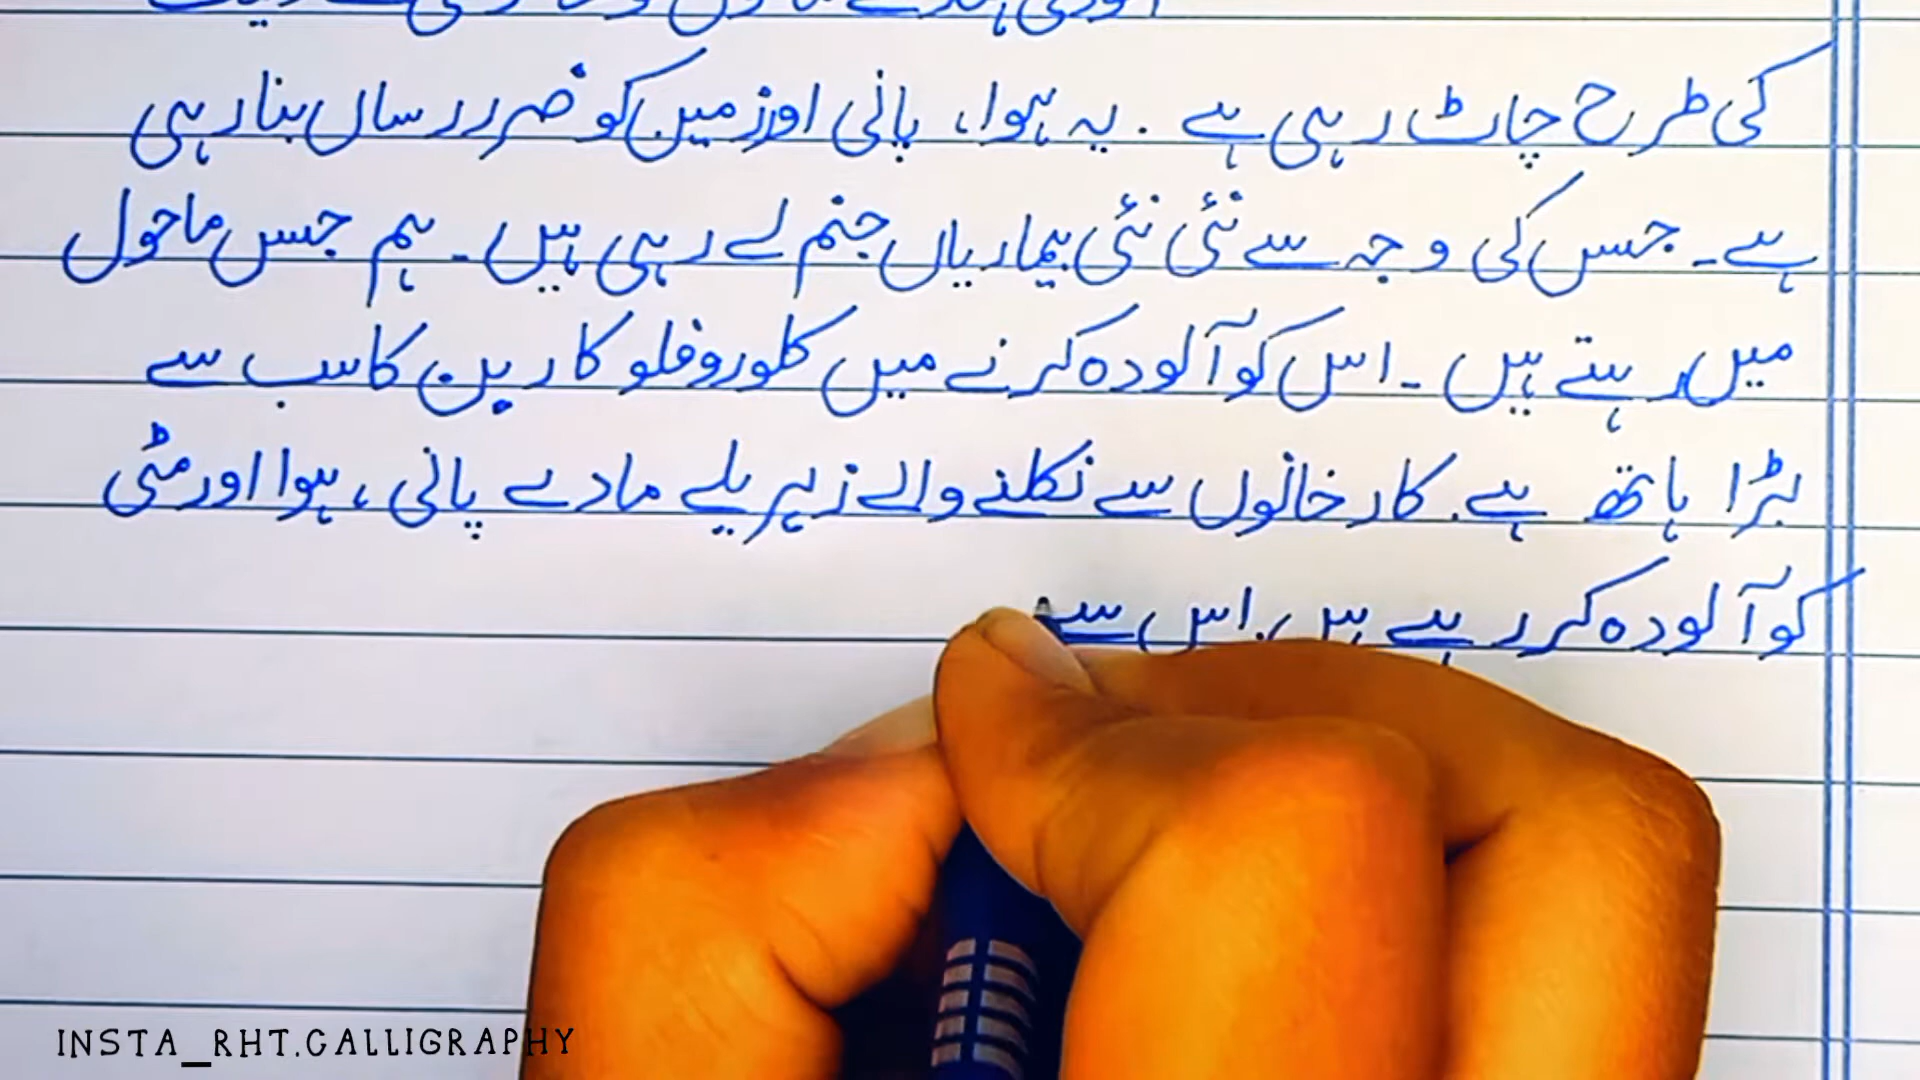 کی طرح چاٹ رہی ہے۔ یہ ہوا، پانی اور زمین کو ضرر رساں بنا رہی
ہے۔ جس کی وجہ سے نئی نئی بیماریاں جنم لے رہی ہیں۔ ہم جس ماحول
میں رہتے ہیں۔ اس کو آلودہ کرنے میں کلورو فلو کاربن کا سب سے
بڑا ہاتھ ہے۔ کارخانوں سے نکلنے والے زہریلے مادے پانی، ہوا اور مٹی
کو آلودہ کر رہے ہیں۔ اس سے
INSTA_RHT.CALLIGRAPHY